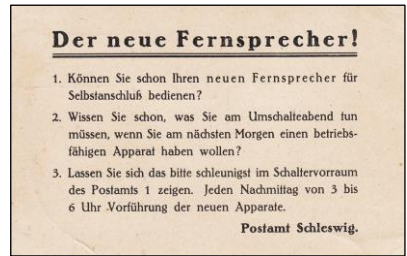 Der neue Fernsprecher!
1. Können Sie schon Ihren neuen Fernsprecher für
Selbstanschluß bedienen?
2. Wissen Sie schon, was Sie am Umschalteabend tun
müssen, wenn Sie am nächsten Morgen einen betriebs-
fähigen Apparat haben wollen?
3. Lassen Sie sich das bitte schleunigst im Schaltervorraum
des Postamts 1 zeigen. Jeden Nachmittag von 3 bis
6 Uhr Vorführung der neuen Apparate.
Postamt Schleswig.